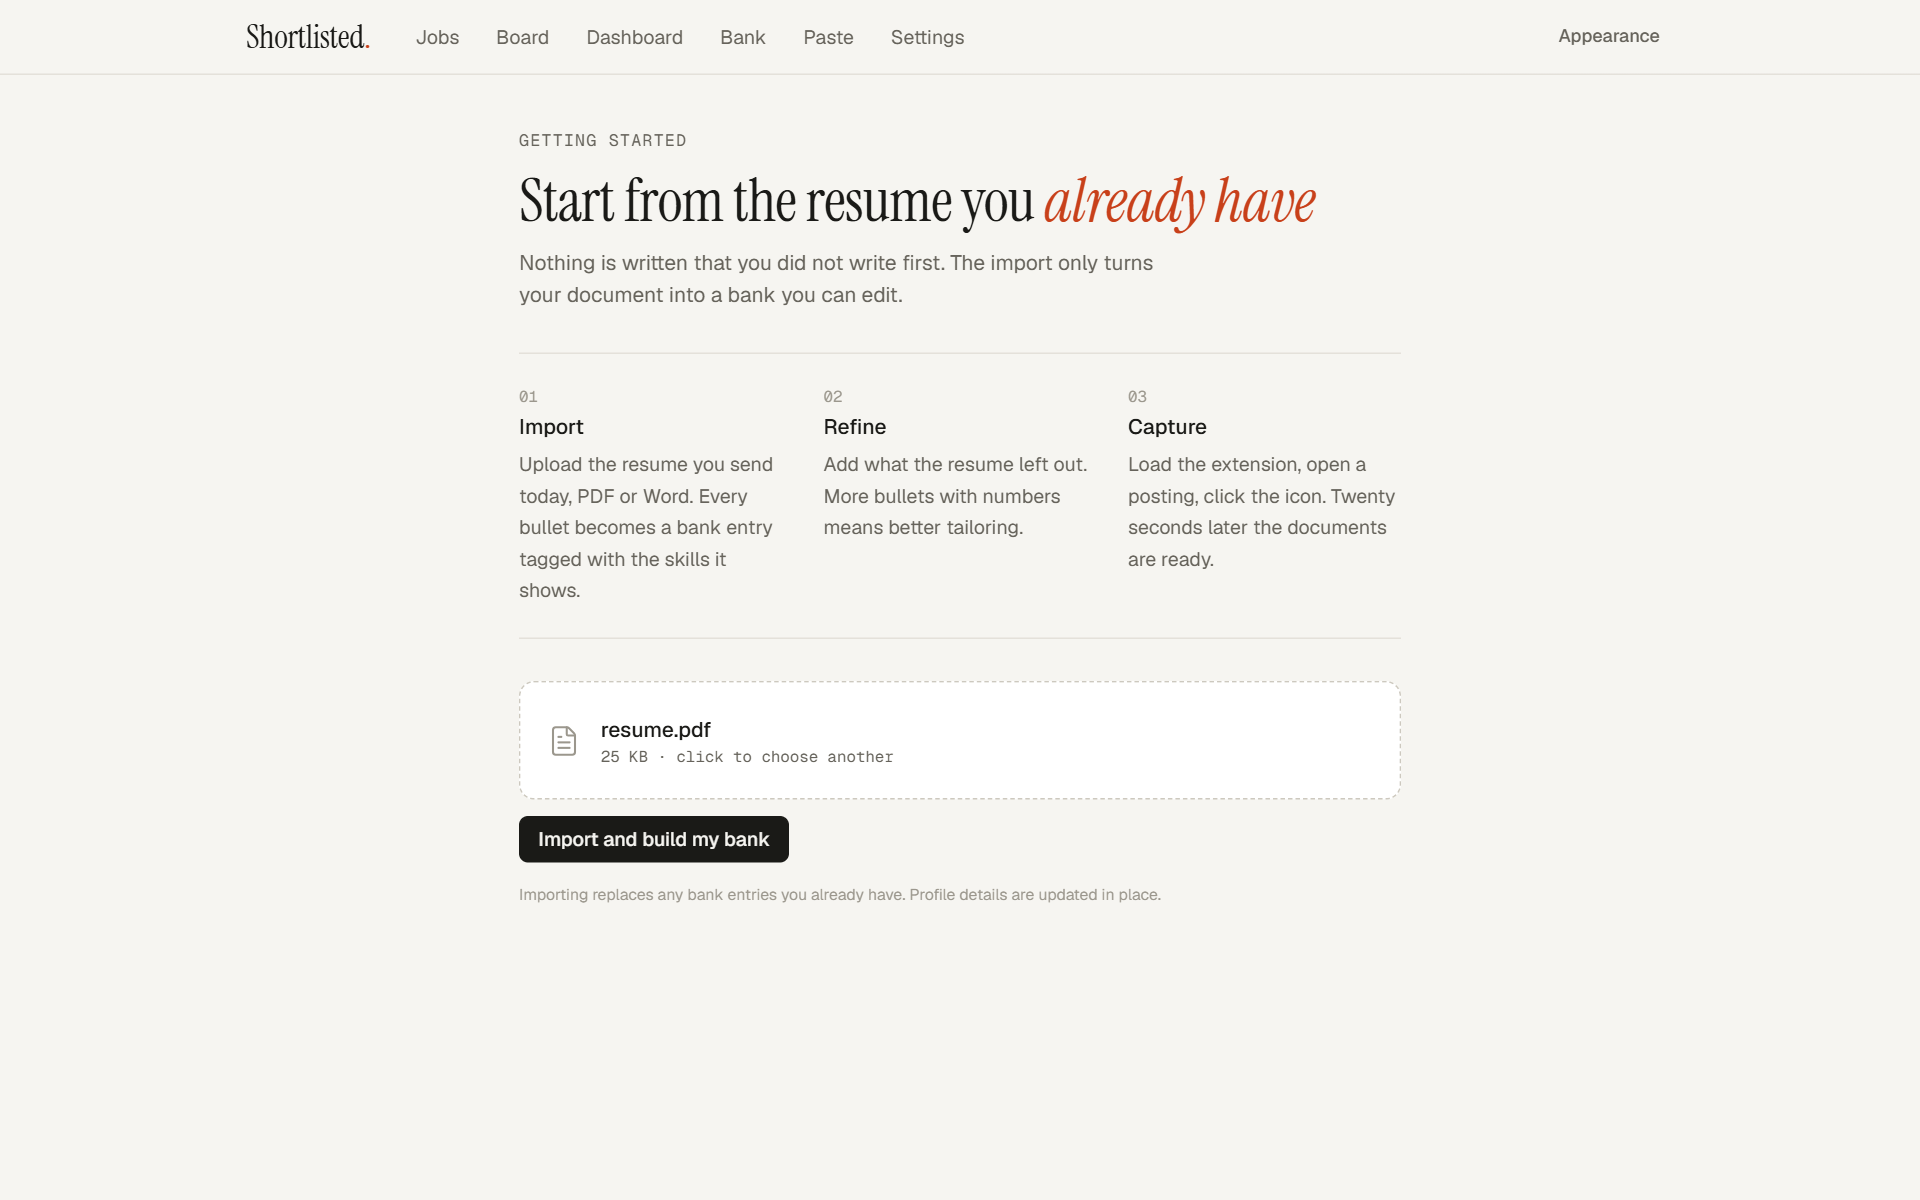 Shortlisted. Jobs Board Dashboard Bank Paste Settings Appearance
GETTING STARTED
Start from the resume you already have
Nothing is written that you did not write first. The import only turns
your document into a bank you can edit.
01
Import
Upload the resume you send
today, PDF or Word. Every
bullet becomes a bank entry
tagged with the skills it
shows.
02
Refine
Add what the resume left out.
More bullets with numbers
means better tailoring.
03
Capture
Load the extension, open a
posting, click the icon. Twenty
seconds later the documents
are ready.
resume.pdf
25 KB · click to choose another
Import and build my bank
Importing replaces any bank entries you already have. Profile details are updated in place.